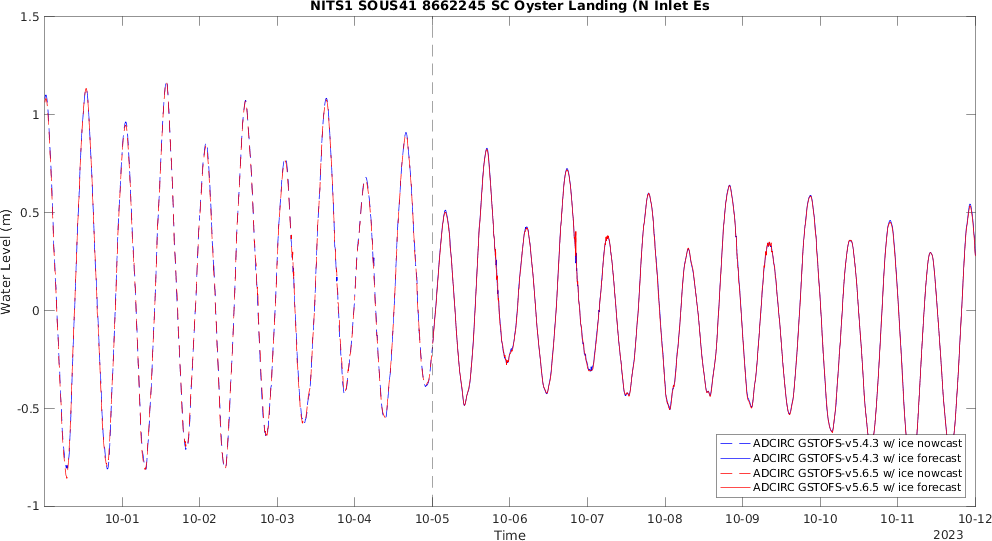 NITS1 SOUS41 8662245 SC Oyster Landing (N Inlet Es
1.5
1
0.5
0
-0.5
-1
Water Level (m)
10-01 10-02 10-03 10-04 10-05 10-06 10-07 10-08 10-09 10-10 10-11 10-12
Time
2023
ADCIRC GSTOFS-v5.4.3 w/ ice nowcast
ADCIRC GSTOFS-v5.4.3 w/ ice forecast
ADCIRC GSTOFS-v5.6.5 w/ ice nowcast
ADCIRC GSTOFS-v5.6.5 w/ ice forecast